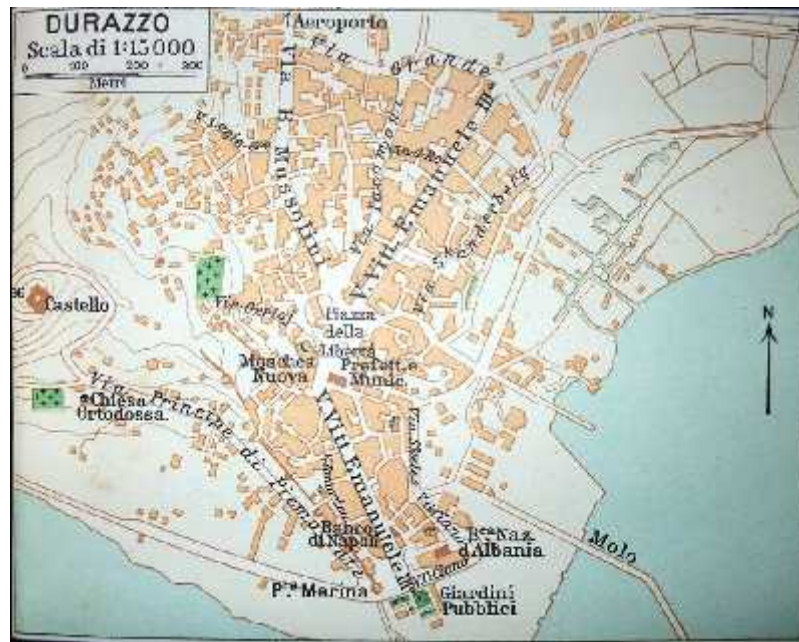 DURAZZO
Scala di 1:15000
0 100 200 300
Metri
Aeroporto
Via Grande
Via B. Mussolini
V. Vitt. Emanuele III°
Via Skanderberg
Castello
Piazza
della
Libertà
Moschea
Nuova
Prefett. e
Munic.
Chiesa
Ortodossa.
Via Principe di Piemonte
V. Vitt. Emanuele III
Banco
di Napoli
Bca Naz.
d'Albania
Molo
P.ta Marina
Giardini
Pubblici
N